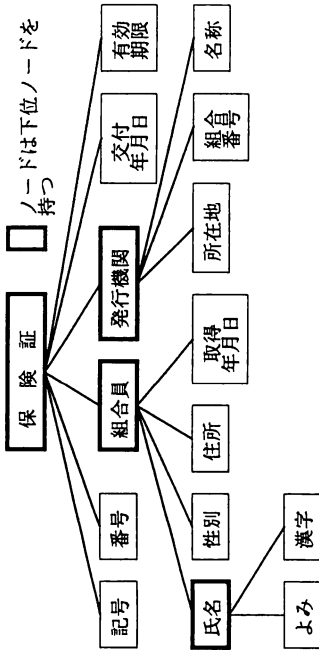 保険証
ノードは下位ノードを
持つ
記号
番号
組合員
発行機関
交付
年月日
有効
期限
氏名
性別
住所
取得
年月日
所在地
組合
番号
名称
よみ
漢字